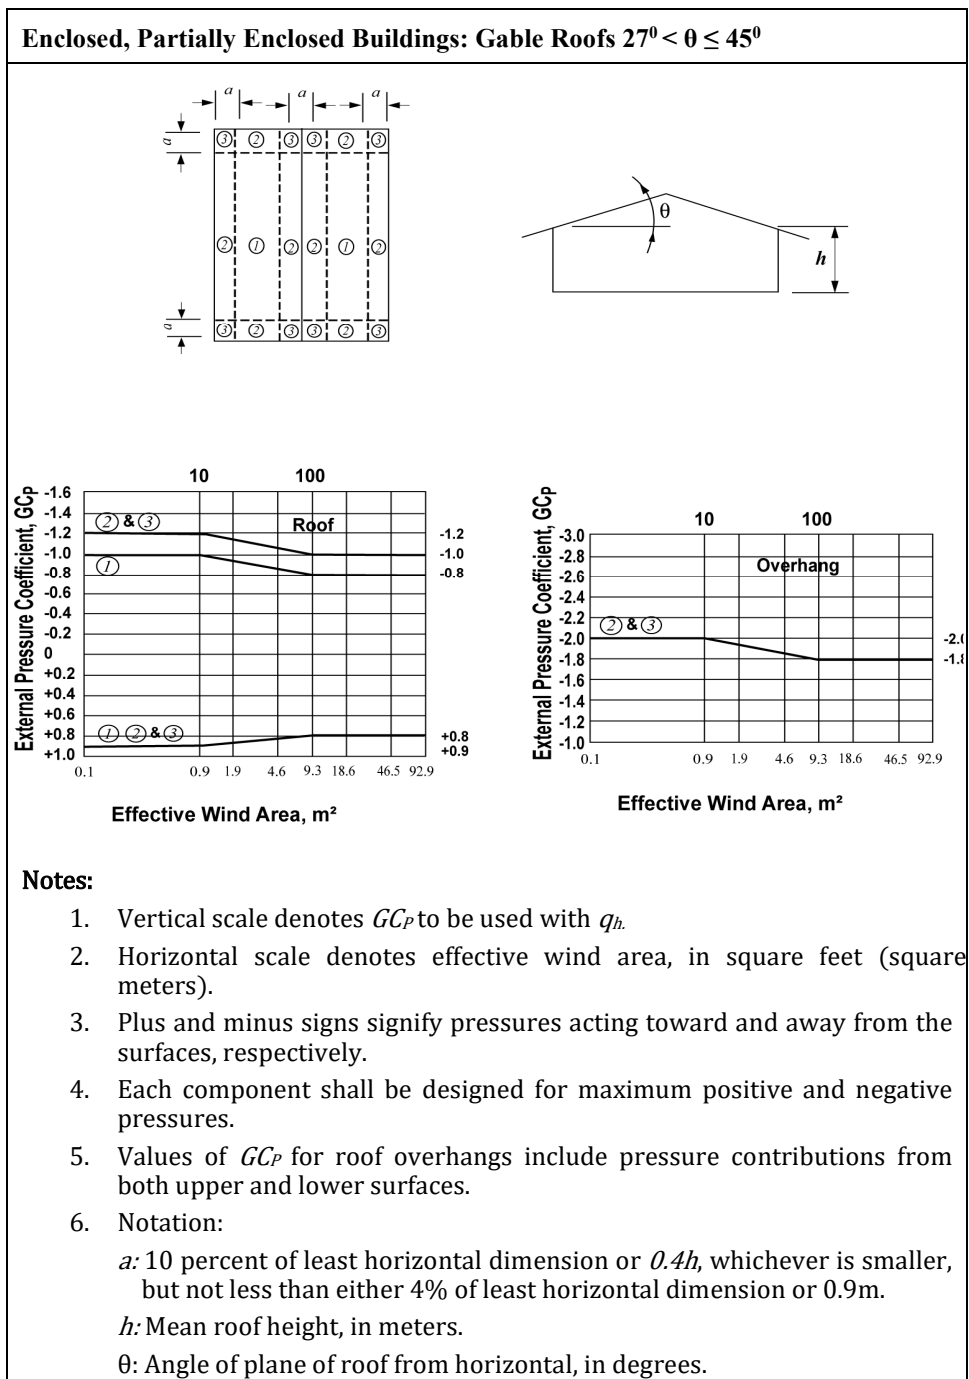 Enclosed, Partially Enclosed Buildings: Gable Roofs 27⁰ < θ ≤ 45⁰
a a a
a
③ ② ③ ③ ② ③
② ① ② ② ① ②
a
③ ② ③ ③ ② ③
θ
h
10 100
External Pressure Coefficient, GCP
-1.6
-1.4
-1.2
-1.0
-0.8
-0.6
-0.4
-0.2
0
+0.2
+0.4
+0.6
+0.8
+1.0
② & ③
Roof
①
① ② & ③
-1.2
-1.0
-0.8
+0.8
+0.9
0.1 0.9 1.9 4.6 9.3 18.6 46.5 92.9
Effective Wind Area, m²
10 100
External Pressure Coefficient, GCP
-3.0
-2.8
-2.6
-2.4
-2.2
-2.0
-1.8
-1.6
-1.4
-1.2
-1.0
Overhang
② & ③
-2.0
-1.8
0.1 0.9 1.9 4.6 9.3 18.6 46.5 92.9
Effective Wind Area, m²
Notes:
1. Vertical scale denotes GCP to be used with qh.
2. Horizontal scale denotes effective wind area, in square feet (square
meters).
3. Plus and minus signs signify pressures acting toward and away from the
surfaces, respectively.
4. Each component shall be designed for maximum positive and negative
pressures.
5. Values of GCP for roof overhangs include pressure contributions from
both upper and lower surfaces.
6. Notation:
a: 10 percent of least horizontal dimension or 0.4h, whichever is smaller,
but not less than either 4% of least horizontal dimension or 0.9m.
h: Mean roof height, in meters.
θ: Angle of plane of roof from horizontal, in degrees.